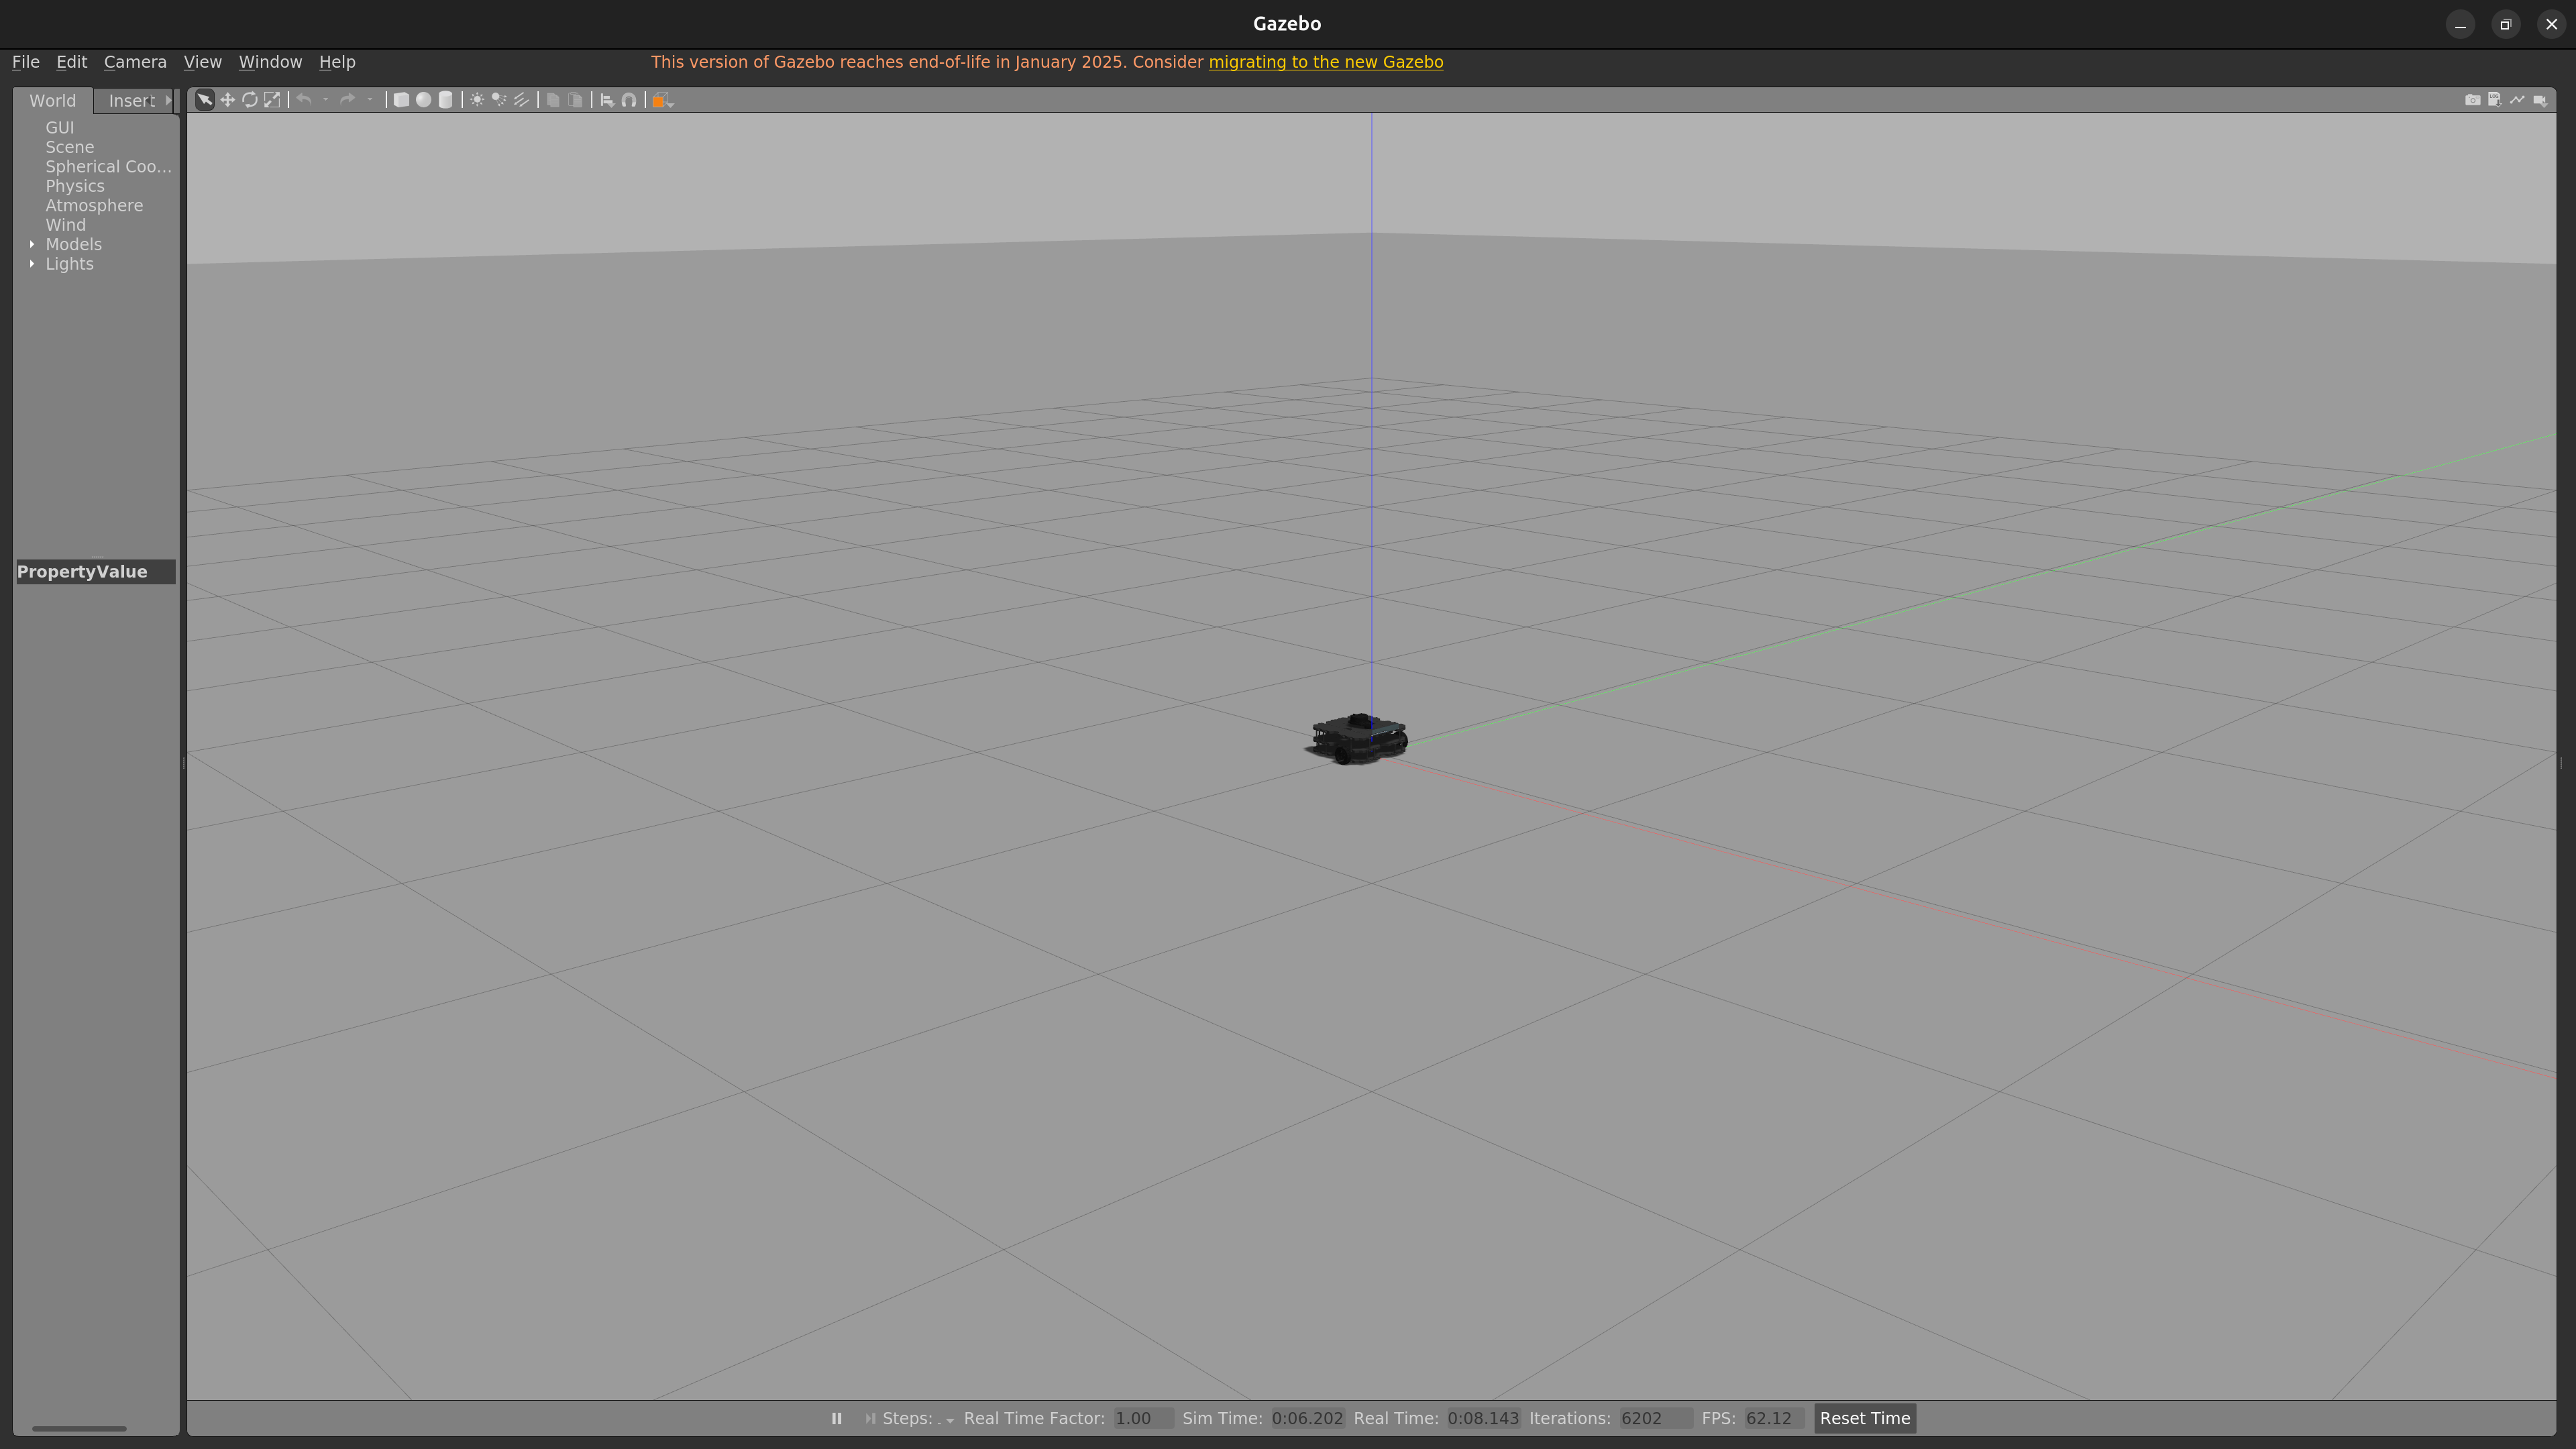 Gazebo
File Edit Camera View Window Help
This version of Gazebo reaches end-of-life in January 2025. Consider migrating to the new Gazebo
World Insert
GUI
Scene
Spherical Coo...
Physics
Atmosphere
Wind
Models
Lights
PropertyValue
Steps: Real Time Factor: 1.00 Sim Time: 0:06.202 Real Time: 0:08.143 Iterations: 6202 FPS: 62.12 Reset Time